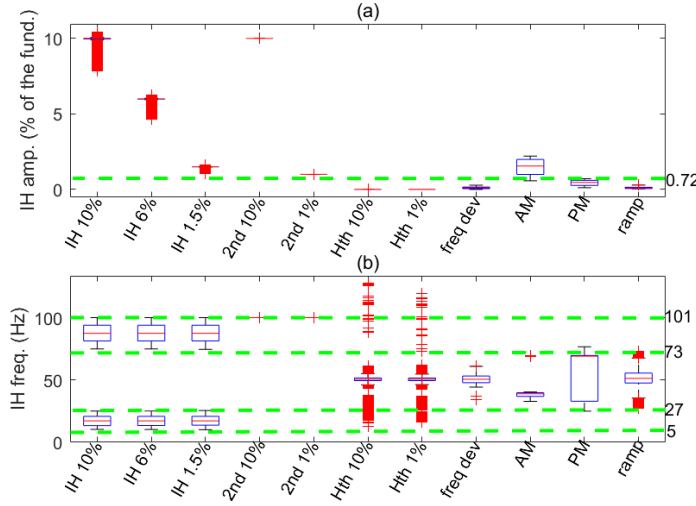 (a)
IH amp. (% of the fund.)
10
5
0
0.72
IH 10%
IH 6%
IH 1.5%
2nd 10%
2nd 1%
Hth 10%
Hth 1%
freq dev
AM
PM
ramp
(b)
IH freq. (Hz)
100
50
0
101
73
27
5
IH 10%
IH 6%
IH 1.5%
2nd 10%
2nd 1%
Hth 10%
Hth 1%
freq dev
AM
PM
ramp